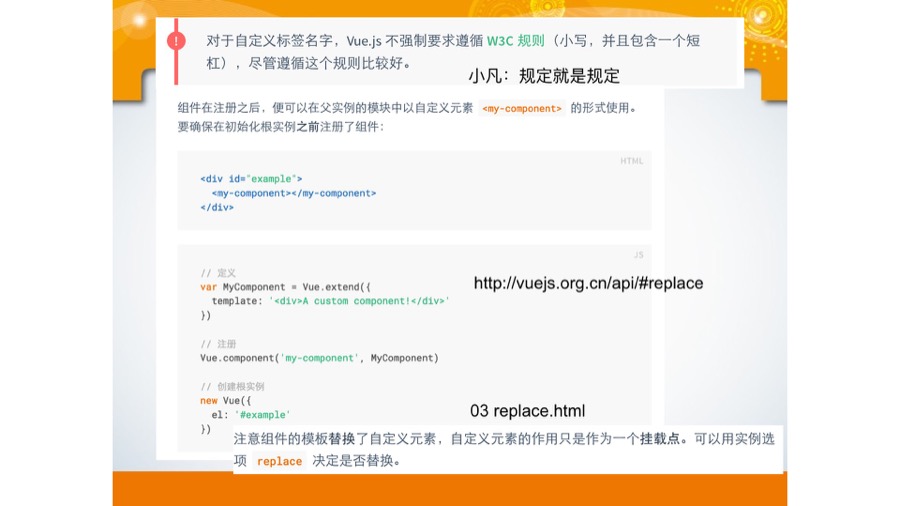 对于自定义标签名字，Vue.js 不强制要求遵循 W3C 规则（小写，并且包含一个短
杠），尽管遵循这个规则比较好。
小凡：规定就是规定
组件在注册之后，便可以在父实例的模块中以自定义元素 <my-component> 的形式使用。
要确保在初始化根实例之前注册了组件：
HTML
<div id="example">
  <my-component></my-component>
</div>
JS
// 定义
var MyComponent = Vue.extend({
  template: '<div>A custom component!</div>'
})
http://vuejs.org.cn/api/#replace
// 注册
Vue.component('my-component', MyComponent)
// 创建根实例
new Vue({
  el: '#example'
})
03 replace.html
注意组件的模板替换了自定义元素，自定义元素的作用只是作为一个挂载点。可以用实例选
项 replace 决定是否替换。